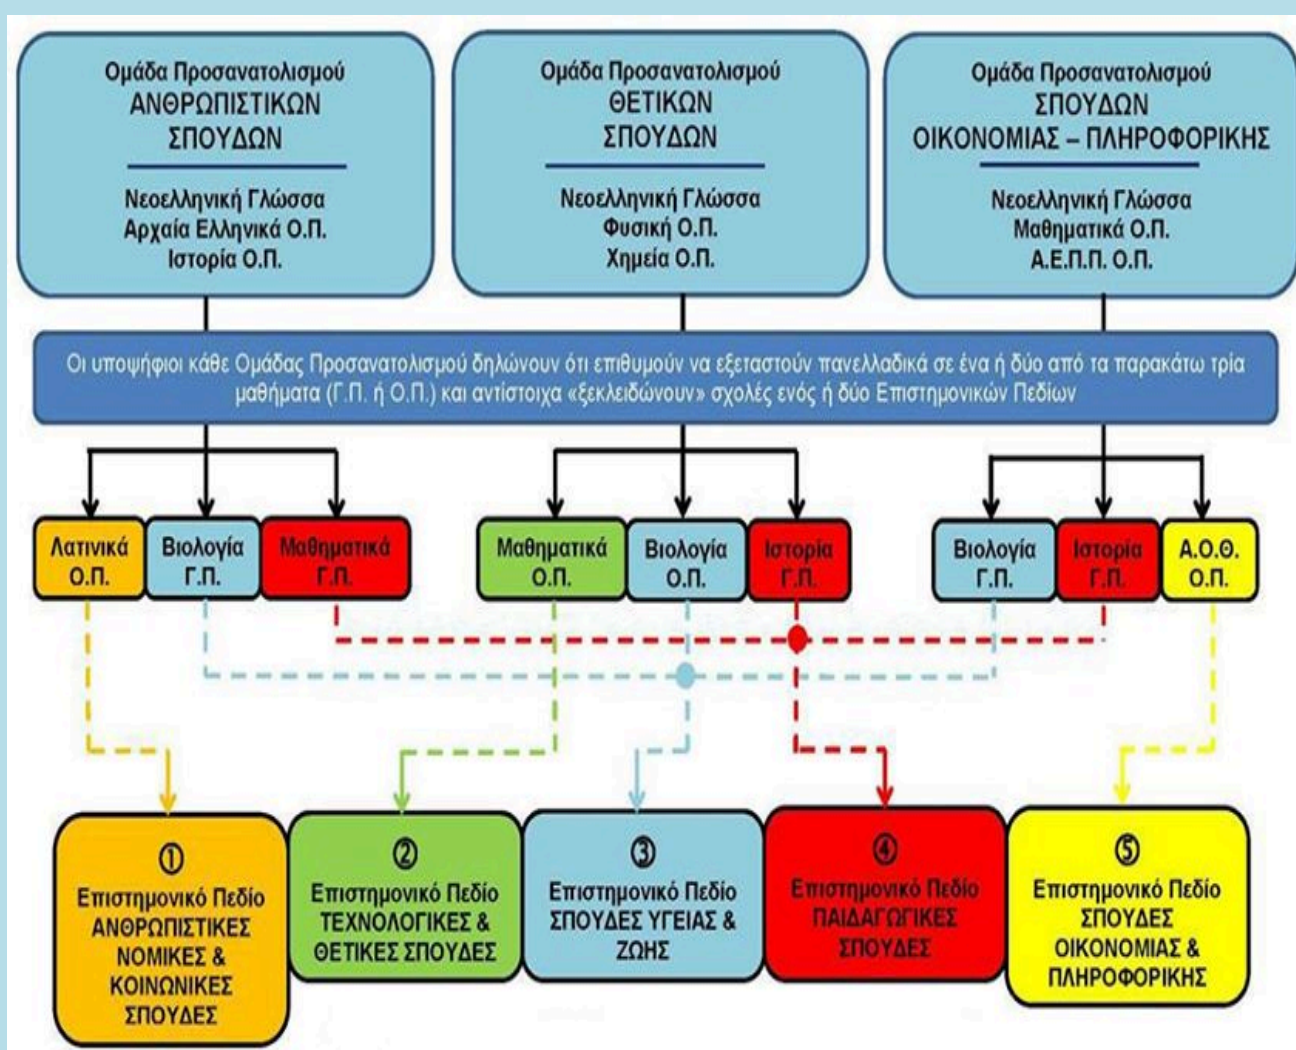 Ομάδα Προσανατολισμού
ΑΝΘΡΩΠΙΣΤΙΚΩΝ
ΣΠΟΥΔΩΝ
Νεοελληνική Γλώσσα
Αρχαία Ελληνικά Ο.Π.
Ιστορία Ο.Π.
Ομάδα Προσανατολισμού
ΘΕΤΙΚΩΝ
ΣΠΟΥΔΩΝ
Νεοελληνική Γλώσσα
Φυσική Ο.Π.
Χημεία Ο.Π.
Ομάδα Προσανατολισμού
ΣΠΟΥΔΩΝ
ΟΙΚΟΝΟΜΙΑΣ – ΠΛΗΡΟΦΟΡΙΚΗΣ
Νεοελληνική Γλώσσα
Μαθηματικά Ο.Π.
Α.Ε.Π.Π. Ο.Π.
Οι υποψήφιοι κάθε Ομάδας Προσανατολισμού δηλώνουν ότι επιθυμούν να εξεταστούν πανελλαδικά σε ένα ή δύο από τα παρακάτω τρία
μαθήματα (Γ.Π. ή Ο.Π.) και αντίστοιχα «ξεκλειδώνουν» σχολές ενός ή δύο Επιστημονικών Πεδίων
Λατινικά
Ο.Π.
Βιολογία
Γ.Π.
Μαθηματικά
Γ.Π.
Μαθηματικά
Ο.Π.
Βιολογία
Ο.Π.
Ιστορία
Γ.Π.
Βιολογία
Γ.Π.
Ιστορία
Γ.Π.
Α.Ο.Θ.
Ο.Π.
①
Επιστημονικό Πεδίο
ΑΝΘΡΩΠΙΣΤΙΚΕΣ
ΝΟΜΙΚΕΣ &
ΚΟΙΝΩΝΙΚΕΣ
ΣΠΟΥΔΕΣ
②
Επιστημονικό Πεδίο
ΤΕΧΝΟΛΟΓΙΚΕΣ &
ΘΕΤΙΚΕΣ ΣΠΟΥΔΕΣ
③
Επιστημονικό Πεδίο
ΣΠΟΥΔΕΣ ΥΓΕΙΑΣ &
ΖΩΗΣ
④
Επιστημονικό Πεδίο
ΠΑΙΔΑΓΩΓΙΚΕΣ
ΣΠΟΥΔΕΣ
⑤
Επιστημονικό Πεδίο
ΣΠΟΥΔΕΣ
ΟΙΚΟΝΟΜΙΑΣ &
ΠΛΗΡΟΦΟΡΙΚΗΣ